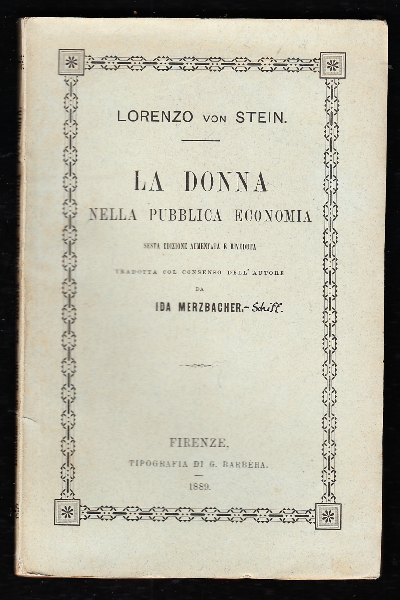 LORENZO VON STEIN.
LA DONNA
NELLA PUBBLICA ECONOMIA
SESTA EDIZIONE AUMENTATA E RIVEDUTA
TRADOTTA COL CONSENSO DELL'AUTORE
DA
IDA MERZBACHER.-Schiff.
FIRENZE,
TIPOGRAFIA DI G. BARBÈRA.
1889.